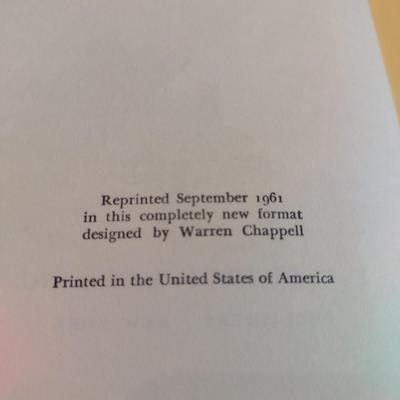 Reprinted September 1961
in this completely new format
designed by Warren Chappell
Printed in the United States of America